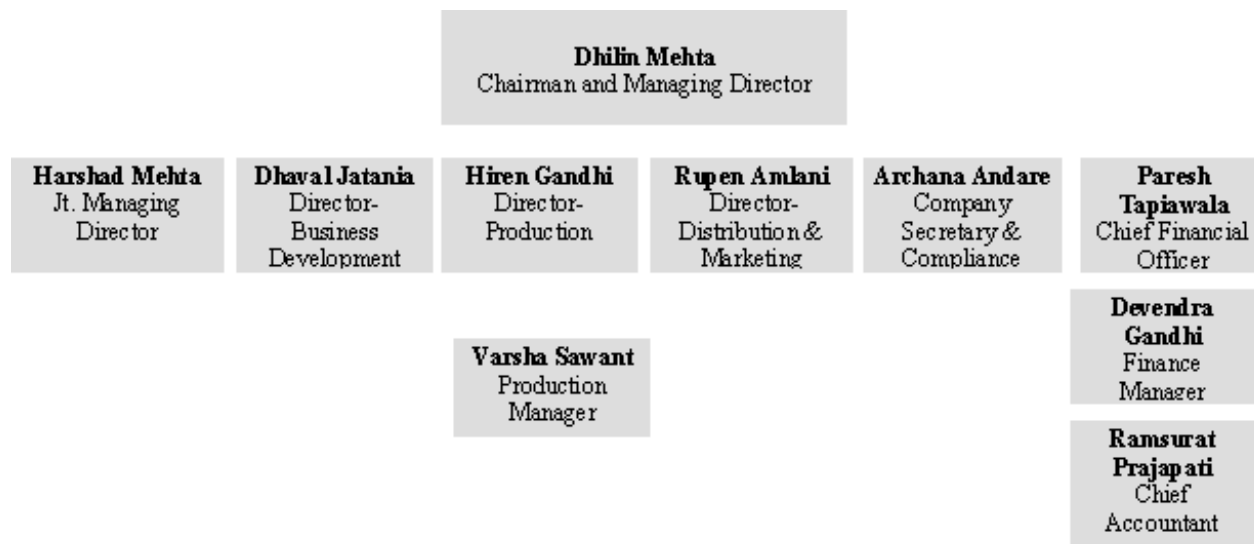 Dhilin Mehta
Chairman and Managing Director
Harshad Mehta
Jt. Managing
Director
Dhaval Jatania
Director-
Business
Development
Hiren Gandhi
Director-
Production
Rupen Amlani
Director-
Distribution &
Marketing
Archana Andare
Company
Secretary &
Compliance
Paresh
Tapiawala
Chief Financial
Officer
Varsha Sawant
Production
Manager
Devendra
Gandhi
Finance
Manager
Ramsurat
Prajapati
Chief
Accountant